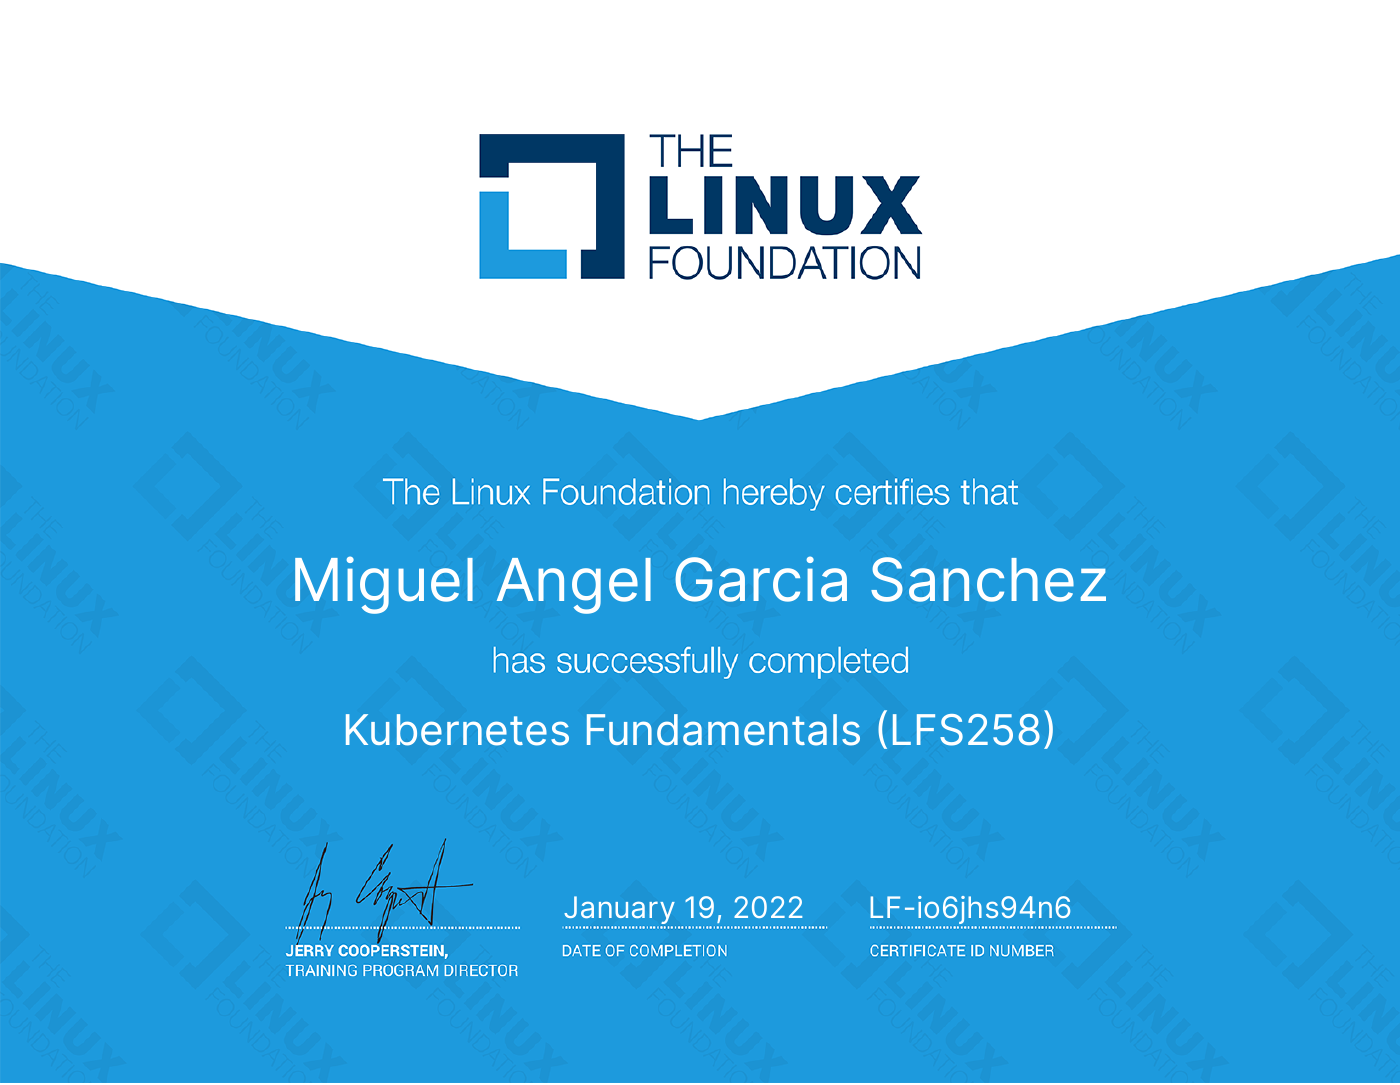 THE
LINUX
FOUNDATION
The Linux Foundation hereby certifies that
Miguel Angel Garcia Sanchez
has successfully completed
Kubernetes Fundamentals (LFS258)
January 19, 2022
LF-io6jhs94n6
JERRY COOPERSTEIN,
TRAINING PROGRAM DIRECTOR
DATE OF COMPLETION
CERTIFICATE ID NUMBER